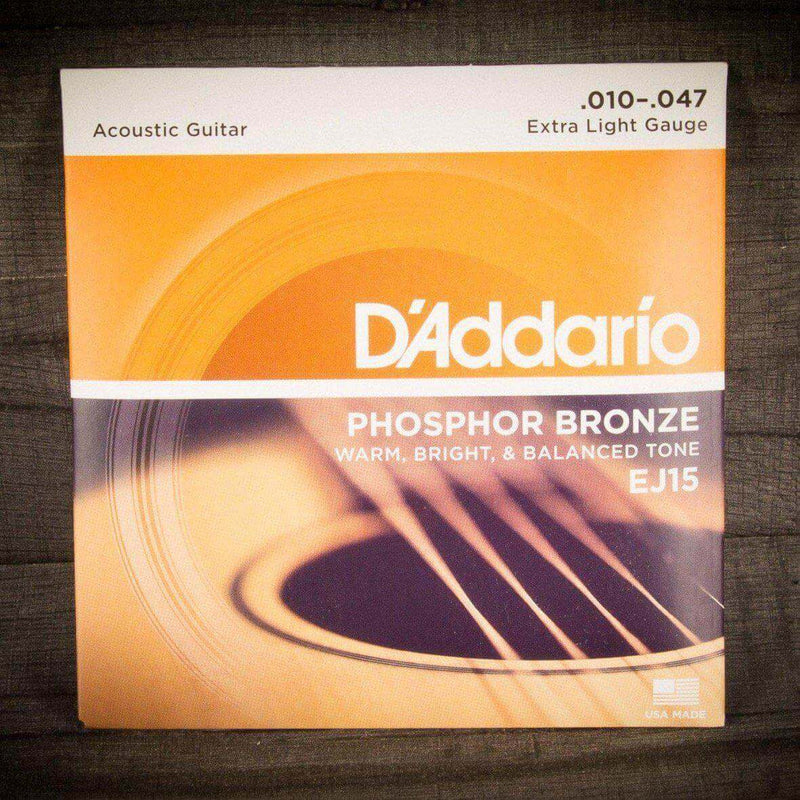 Acoustic Guitar
.010–.047
Extra Light Gauge
D'Addario
PHOSPHOR BRONZE
WARM, BRIGHT, & BALANCED TONE
EJ15
USA MADE